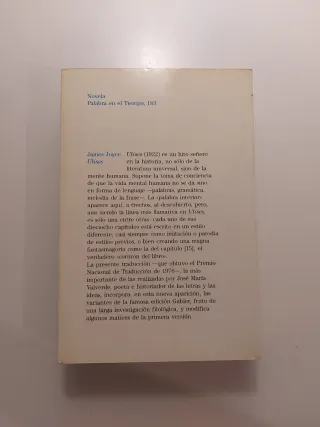 Novela
Palabra en el Tiempo, 183
James Joyce Ulises (1922) es un hito señero
Ulises en la historia, no sólo de la
literatura universal, sino de la
mente humana. Supone la toma de conciencia
de que la vida mental humana no se da sino
en forma de lenguaje —palabras, gramática,
melodía de la frase—. La «palabra interior»
aparece aquí, a trechos, al descubierto, pero,
aun siendo la línea más llamativa en Ulises,
es sólo una entre otras: cada uno de sus
dieciocho capítulos está escrito en un estilo
diferente, casi siempre como imitación o parodia
de estilos previos, o bien creando una magna
fantasmagoría como la del capítulo [15], el
verdadero «corazón del libro».
La presente traducción —que obtuvo el Premio
Nacional de Traducción de 1978—, la más
importante de las realizadas por José María
Valverde, poeta e historiador de las letras y las
ideas, incorpora, en esta nueva aparición, las
variantes de la famosa edición Gabler, fruto de
una larga investigación filológica, y modifica
algunos matices de la primera versión.